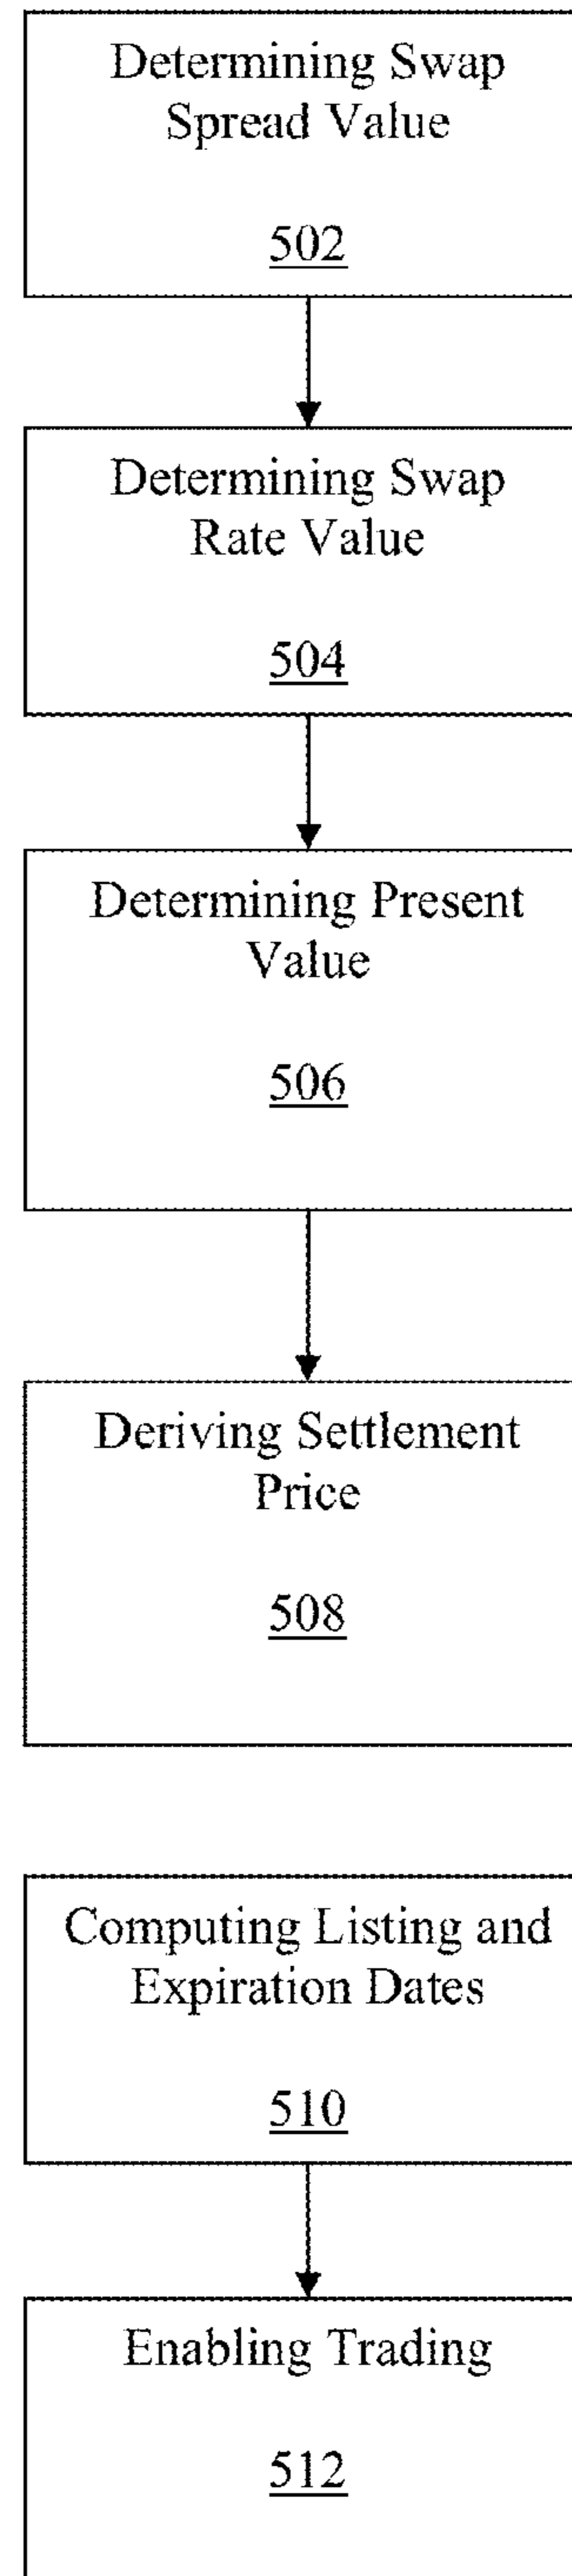 Determining Swap
Spread Value
502
Determining Swap
Rate Value
504
Determining Present
Value
506
Deriving Settlement
Price
508
Computing Listing and
Expiration Dates
510
Enabling Trading
512